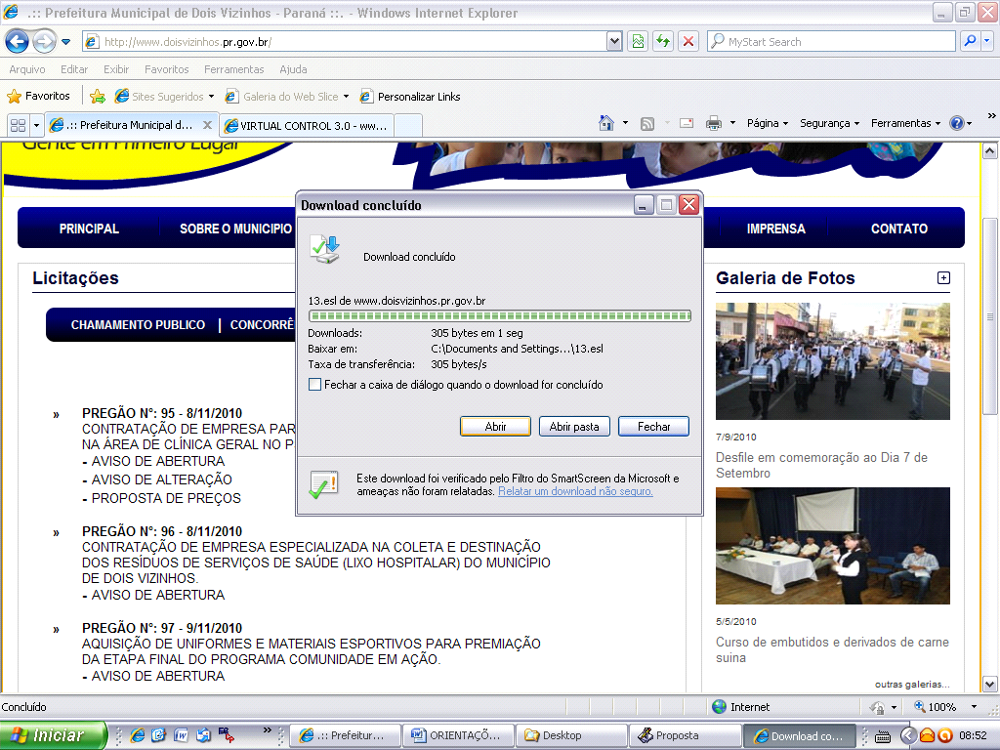 .:: Prefeitura Municipal de Dois Vizinhos - Paraná ::. - Windows Internet Explorer
http://www.doisvizinhos.pr.gov.br/
MyStart Search
Arquivo Editar Exibir Favoritos Ferramentas Ajuda
Favoritos Sites Sugeridos Galeria do Web Slice Personalizar Links
.:: Prefeitura Municipal d... VIRTUAL CONTROL 3.0 - ww... Página Segurança Ferramentas »
Gente em Primeiro Lugar
PRINCIPAL SOBRE O MUNICIPIO IMPRENSA CONTATO
Licitações
CHAMAMENTO PUBLICO | CONCORRÊ
» PREGÃO Nº: 95 - 8/11/2010
CONTRATAÇÃO DE EMPRESA PAR
NA ÁREA DE CLÍNICA GERAL NO P
- AVISO DE ABERTURA
- AVISO DE ALTERAÇÃO
- PROPOSTA DE PREÇOS
» PREGÃO Nº: 96 - 8/11/2010
CONTRATAÇÃO DE EMPRESA ESPECIALIZADA NA COLETA E DESTINAÇÃO
DOS RESÍDUOS DE SERVIÇOS DE SAÚDE (LIXO HOSPITALAR) DO MUNICÍPIO
DE DOIS VIZINHOS.
- AVISO DE ABERTURA
» PREGÃO Nº: 97 - 9/11/2010
AQUISIÇÃO DE UNIFORMES E MATERIAIS ESPORTIVOS PARA PREMIAÇÃO
DA ETAPA FINAL DO PROGRAMA COMUNIDADE EM AÇÃO.
- AVISO DE ABERTURA
Download concluído
Download concluído
13.esl de www.doisvizinhos.pr.gov.br
Downloads: 305 bytes em 1 seg
Baixar em: C:\Documents and Settings...\13.esl
Taxa de transferência: 305 bytes/s
Fechar a caixa de diálogo quando o download for concluído
Abrir Abrir pasta Fechar
Este download foi verificado pelo Filtro do SmartScreen da Microsoft e
ameaças não foram relatadas. Relatar um download não seguro.
Galeria de Fotos
7/9/2010
Desfile em comemoração ao Dia 7 de
Setembro
5/5/2010
Curso de embutidos e derivados de carne
suina
outras galerias...
Concluído Internet 100%
Iniciar » .:: Prefeitur... ORIENTAÇÕ... Desktop Proposta Download co... 08:52